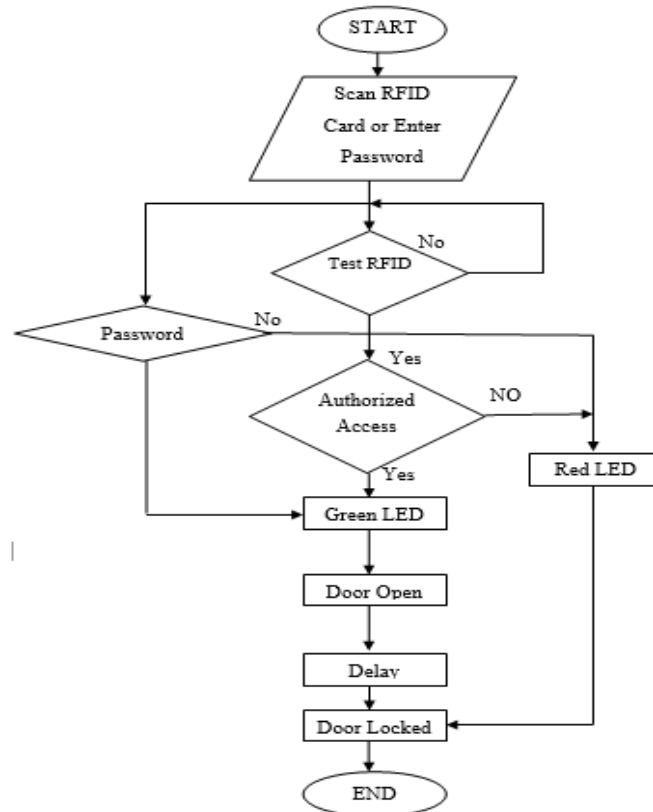 START
Scan RFID
Card or Enter
Password
No
Test RFID
Password
No
Yes
Authorized
Access
NO
Yes
Red LED
Green LED
Door Open
Delay
Door Locked
END